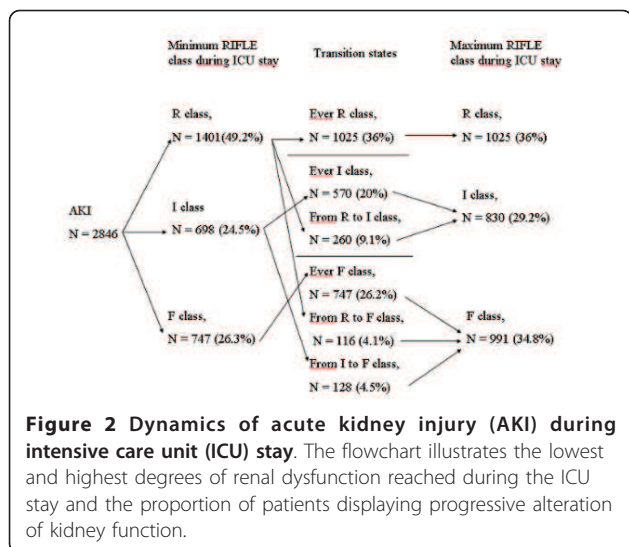 Minimum RIFLE
class during ICU stay
Transition states
Maximum RIFLE
class during ICU stay
R class,
N = 1401(49.2%)
Ever R class,
N = 1025 (36%)
R class,
N = 1025 (36%)
AKI
N = 2846
I class
N = 698 (24.5%)
Ever I class,
N = 570 (20%)
From R to I class,
N = 260 (9.1%)
I class,
N = 830 (29.2%)
F class,
N = 747 (26.3%)
Ever F class,
N = 747 (26.2%)
From R to F class,
N = 116 (4.1%)
From I to F class,
N = 128 (4.5%)
F class,
N = 991 (34.8%)
Figure 2 Dynamics of acute kidney injury (AKI) during
intensive care unit (ICU) stay. The flowchart illustrates the lowest
and highest degrees of renal dysfunction reached during the ICU
stay and the proportion of patients displaying progressive alteration
of kidney function.